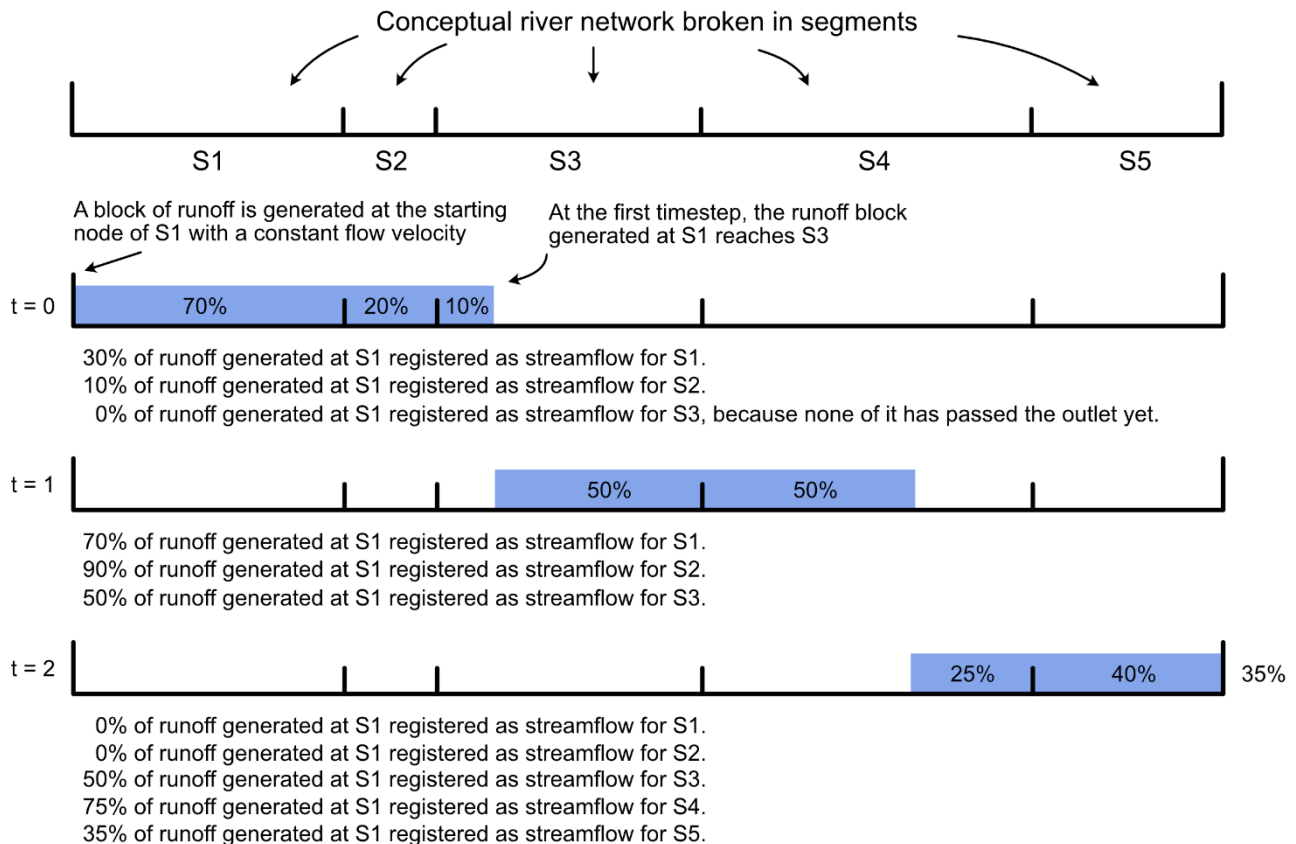 Conceptual river network broken in segments
S1 S2 S3 S4 S5
A block of runoff is generated at the starting
node of S1 with a constant flow velocity
At the first timestep, the runoff block
generated at S1 reaches S3
t = 0 70% 20% 10%
30% of runoff generated at S1 registered as streamflow for S1.
10% of runoff generated at S1 registered as streamflow for S2.
0% of runoff generated at S1 registered as streamflow for S3, because none of it has passed the outlet yet.
t = 1 50% 50%
70% of runoff generated at S1 registered as streamflow for S1.
90% of runoff generated at S1 registered as streamflow for S2.
50% of runoff generated at S1 registered as streamflow for S3.
t = 2 25% 40% 35%
0% of runoff generated at S1 registered as streamflow for S1.
0% of runoff generated at S1 registered as streamflow for S2.
50% of runoff generated at S1 registered as streamflow for S3.
75% of runoff generated at S1 registered as streamflow for S4.
35% of runoff generated at S1 registered as streamflow for S5.